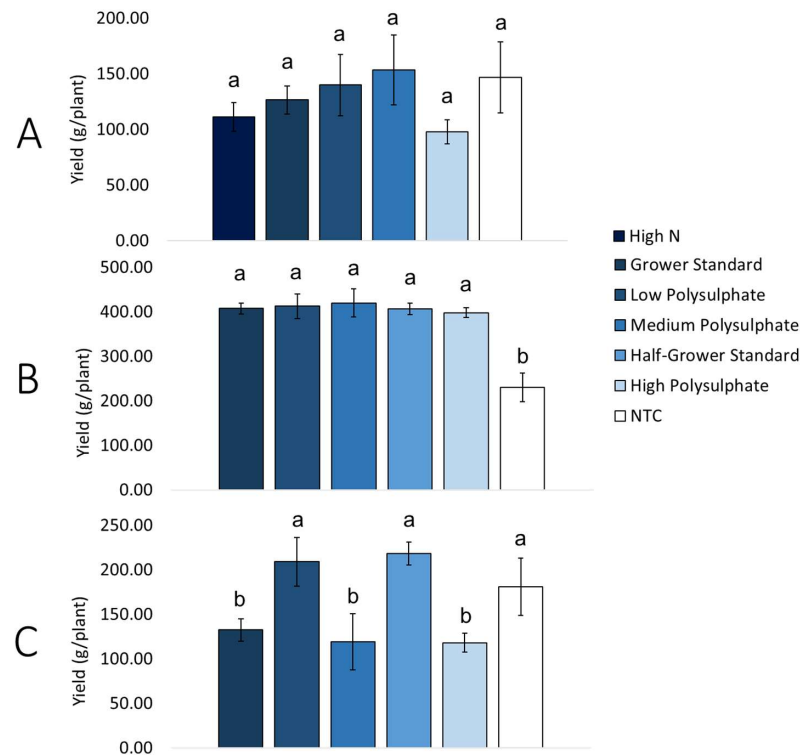 A
Yield (g/plant)
200.00
150.00
100.00
50.00
0.00
a a a a a a
B
Yield (g/plant)
500.00
400.00
300.00
200.00
100.00
0.00
a a a a a b
C
Yield (g/plant)
250.00
200.00
150.00
100.00
50.00
0.00
b a b a b a
High N
Grower Standard
Low Polysulphate
Medium Polysulphate
Half-Grower Standard
High Polysulphate
NTC